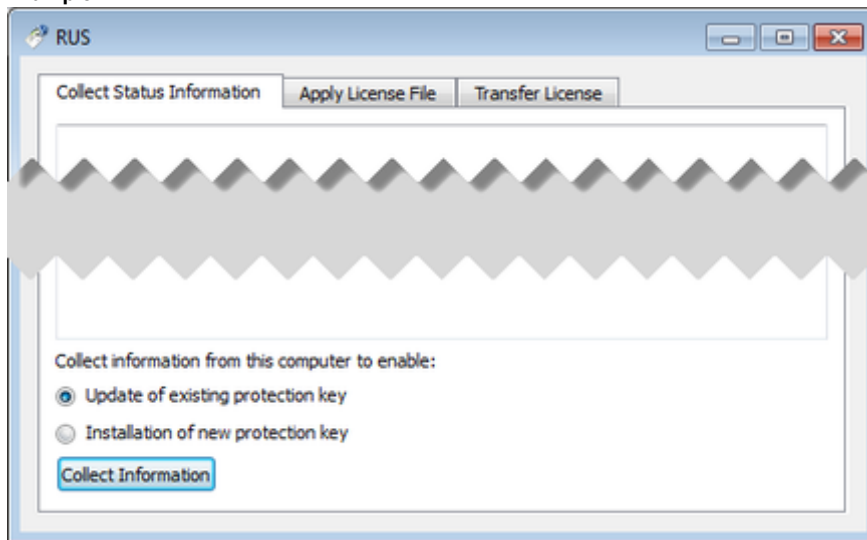 RUS
Collect Status Information Apply License File Transfer License
Collect information from this computer to enable:
Update of existing protection key
Installation of new protection key
Collect Information